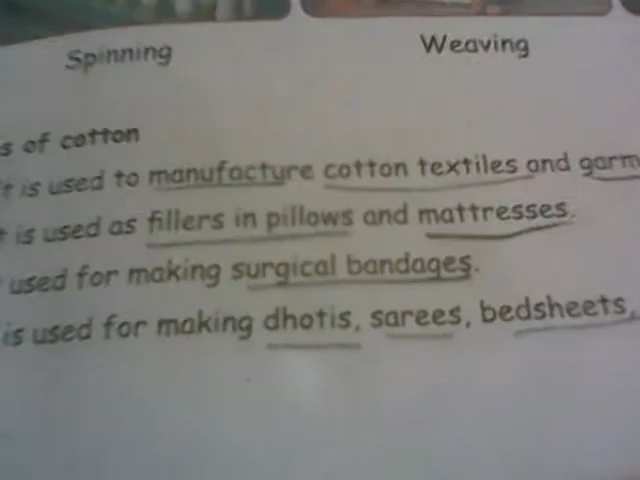 Spinning Weaving
s of cotton
t is used to manufacture cotton textiles and garm
t is used as fillers in pillows and mattresses.
used for making surgical bandages.
is used for making dhotis, sarees, bedsheets,